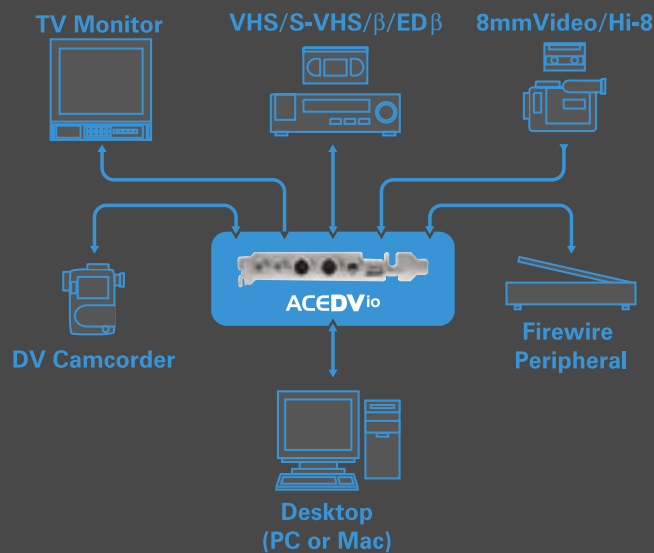 TV Monitor
VHS/S-VHS/β/EDβ
8mmVideo/Hi-8
ACEDVio
DV Camcorder
Firewire
Peripheral
Desktop
(PC or Mac)